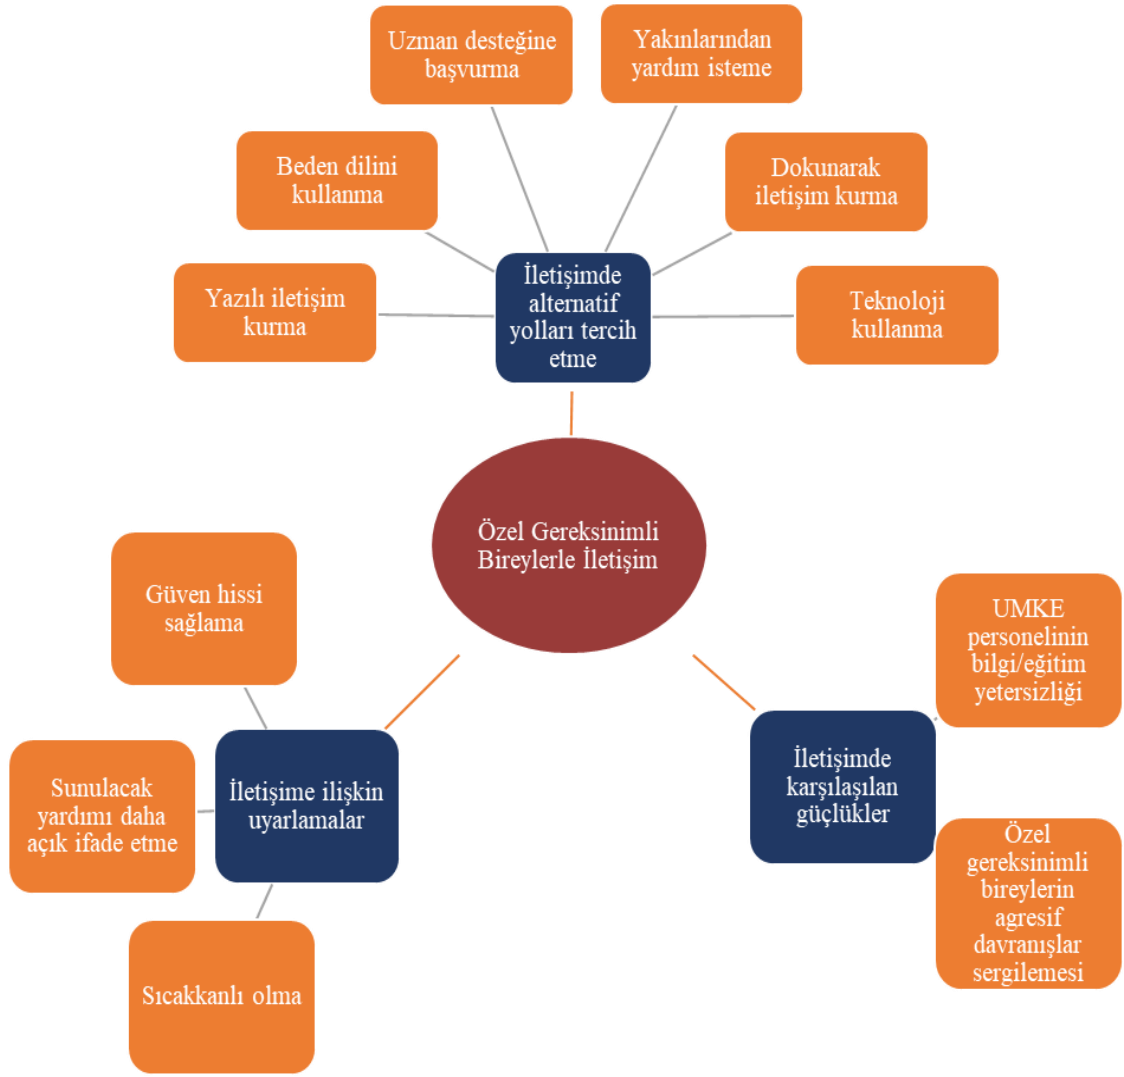 Uzman desteğine
başvurma
Yakınlarından
yardım isteme
Beden dilini
kullanma
Dokunarak
iletişim kurma
Yazılı iletişim
kurma
İletişimde
alternatif
yolları tercih
etme
Teknoloji
kullanma
Özel Gereksinimli
Bireylerle İletişim
Güven hissi
sağlama
Sunulacak
yardımı daha
açık ifade etme
İletişime ilişkin
uyarlamalar
Sıcakkanlı olma
UMKE
personelinin
bilgi/eğitim
yetersizliği
İletişimde
karşılaşılan
güçlükler
Özel
gereksinimli
bireylerin
agresif
davranışlar
sergilemesi